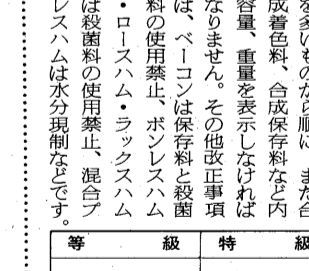 を多いものから順に、また合
成着色料、合成保存料など内
容量、重量を表示しなければ
なりません。その他改正事項
は、ベーコンは保存料と殺菌
料の使用禁止、ボンレスハム
・ロースハム・ラックスハム
は殺菌料の使用禁止、混合プ
レスハムは水分現制などです。
等級 特級